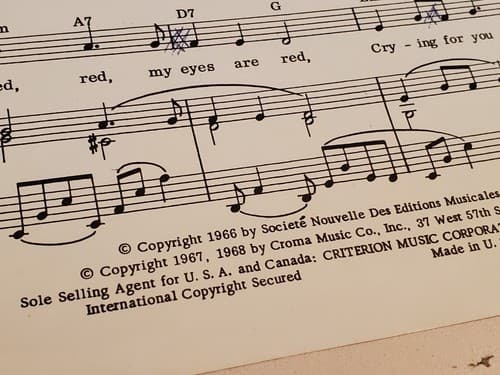 A7 D7 G
red, my eyes are red, Cry - ing for you
© Copyright 1966 by Societé Nouvelle Des Editions Musicales
© Copyright 1967, 1968 by Croma Music Co., Inc., 37 West 57th
Sole Selling Agent for U. S. A. and Canada: CRITERION MUSIC
International Copyright Secured Made in U.